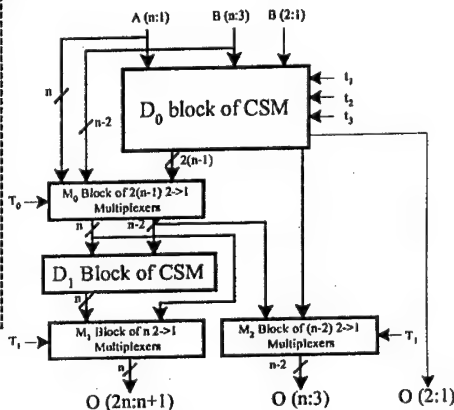 A (n:1)
B (n:3)
B (2:1)
n
n-2
D0 block of CSM
t1
t2
t3
2(n-1)
T0
M0 Block of 2(n-1) 2->1
Multiplexers
n
n-2
D1 Block of CSM
n
T1
M1 Block of n 2->1
Multiplexers
M2 Block of (n-2) 2->1
Multiplexers
T1
n
n-2
O (2n:n+1)
O (n:3)
O (2:1)